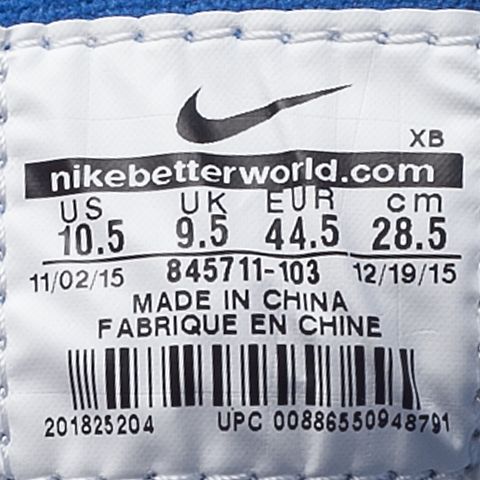 XB
nikebetterworld.com
US UK EUR cm
10.5 9.5 44.5 28.5
11/02/15 845711-103 12/19/15
MADE IN CHINA
FABRIQUE EN CHINE
201825204 UPC 00886550948791